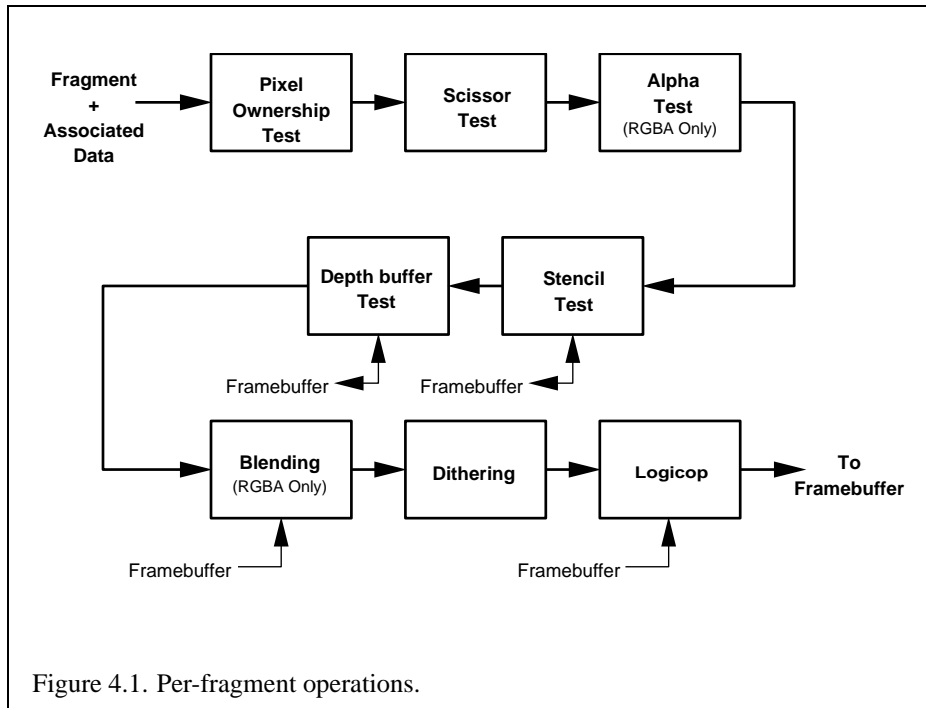 Fragment
+
Associated
Data
Pixel
Ownership
Test
Scissor
Test
Alpha
Test
(RGBA Only)
Depth buffer
Test
Stencil
Test
Framebuffer
Framebuffer
Blending
(RGBA Only)
Dithering
Logicop
To
Framebuffer
Framebuffer
Framebuffer
Figure 4.1. Per-fragment operations.